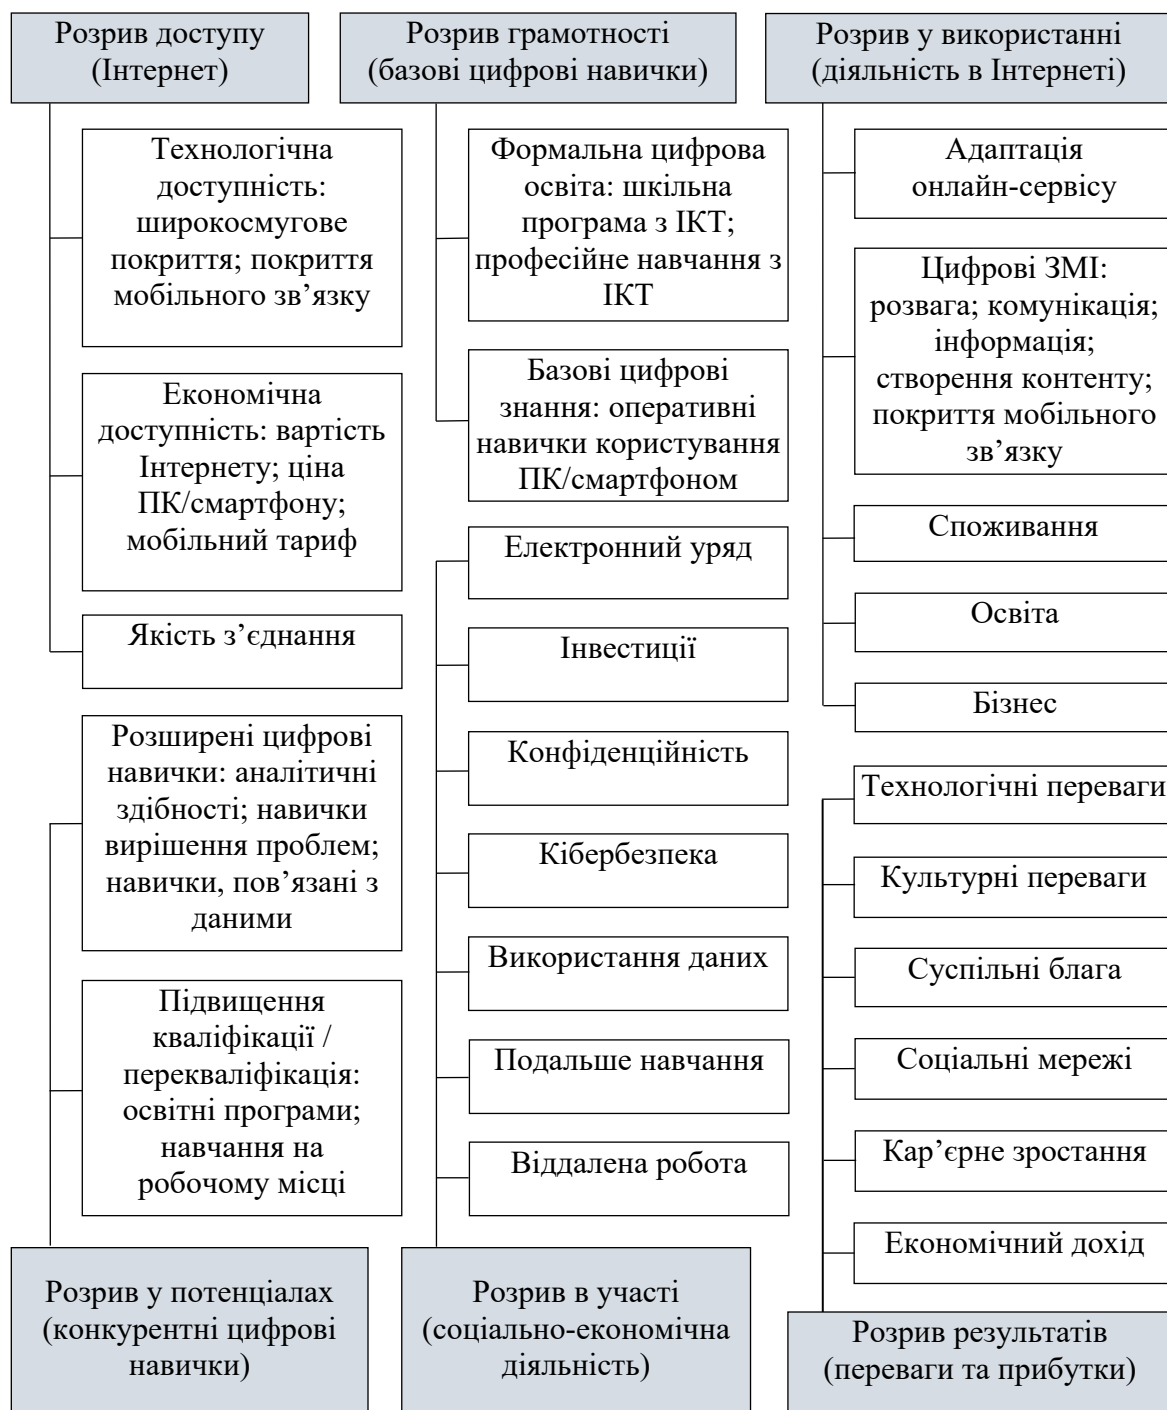 Розрив доступу
(Інтернет)
Технологічна
доступність:
широкосмугове
покриття; покриття
мобільного зв’язку
Економічна
доступність: вартість
Інтернету; ціна
ПК/смартфону;
мобільний тариф
Якість з’єднання
Розрив грамотності
(базові цифрові навички)
Формальна цифрова
освіта: шкільна
програма з ІКТ;
професійне навчання з
ІКТ
Базові цифрові
знання: оперативні
навички користування
ПК/смартфоном
Розрив у використанні
(діяльність в Інтернеті)
Адаптація
онлайн-сервісу
Цифрові ЗМІ:
розвага; комунікація;
інформація;
створення контенту;
покриття мобільного
зв’язку
Споживання
Освіта
Бізнес
Розширені цифрові
навички: аналітичні
здібності; навички
вирішення проблем;
навички, пов’язані з
даними
Підвищення
кваліфікації /
перекваліфікація:
освітні програми;
навчання на
робочому місці
Розрив у потенціалах
(конкурентні цифрові
навички)
Електронний уряд
Інвестиції
Конфіденційність
Кібербезпека
Використання даних
Подальше навчання
Віддалена робота
Розрив в участі
(соціально-економічна
діяльність)
Технологічні переваги
Культурні переваги
Суспільні блага
Соціальні мережі
Кар’єрне зростання
Економічний дохід
Розрив результатів
(переваги та прибутки)